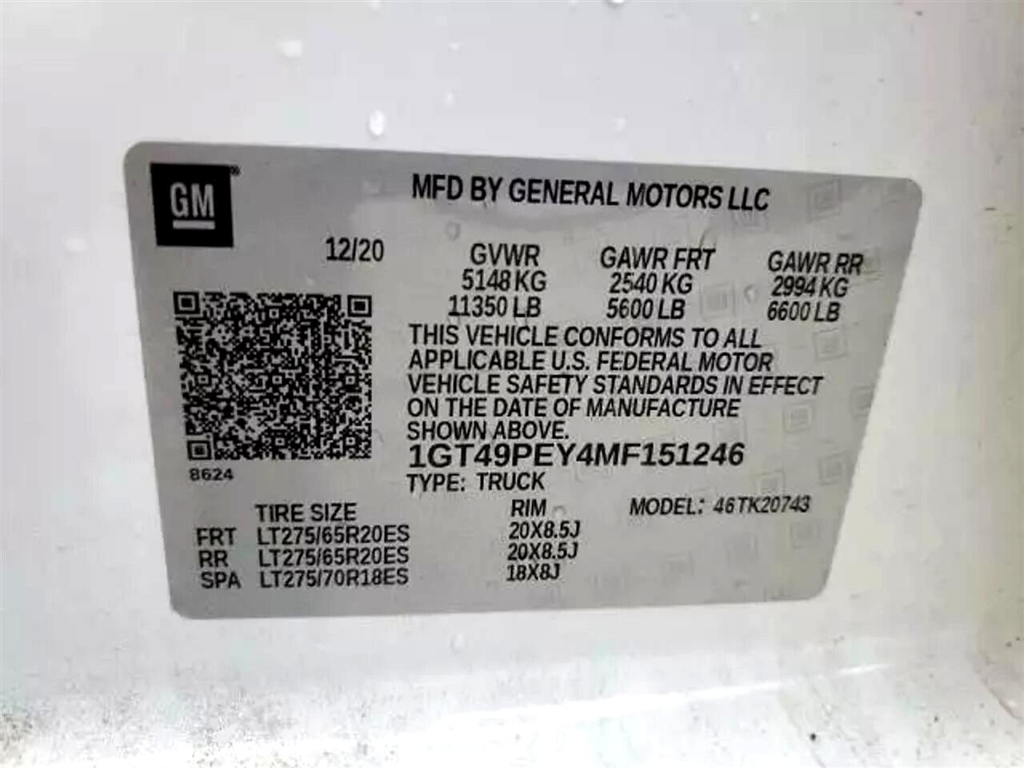 GM®
MFD BY GENERAL MOTORS LLC
12/20 GVWR GAWR FRT GAWR RR
5148 KG 2540 KG 2994 KG
11350 LB 5600 LB 6600 LB
THIS VEHICLE CONFORMS TO ALL
APPLICABLE U.S. FEDERAL MOTOR
VEHICLE SAFETY STANDARDS IN EFFECT
ON THE DATE OF MANUFACTURE
SHOWN ABOVE.
8624
1GT49PEY4MF151246
TYPE: TRUCK
TIRE SIZE RIM MODEL: 46TK20743
FRT LT275/65R20ES 20X8.5J
RR LT275/65R20ES 20X8.5J
SPA LT275/70R18ES 18X8J